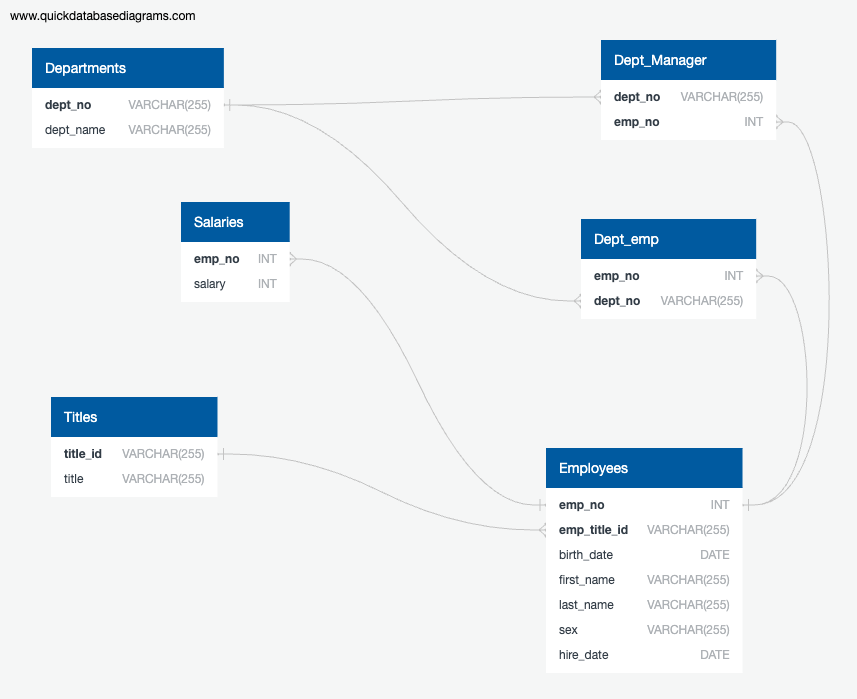 www.quickdatabasediagrams.com
Departments
dept_no VARCHAR(255)
dept_name VARCHAR(255)
Dept_Manager
dept_no VARCHAR(255)
emp_no INT
Salaries
emp_no INT
salary INT
Dept_emp
emp_no INT
dept_no VARCHAR(255)
Titles
title_id VARCHAR(255)
title VARCHAR(255)
Employees
emp_no INT
emp_title_id VARCHAR(255)
birth_date DATE
first_name VARCHAR(255)
last_name VARCHAR(255)
sex VARCHAR(255)
hire_date DATE